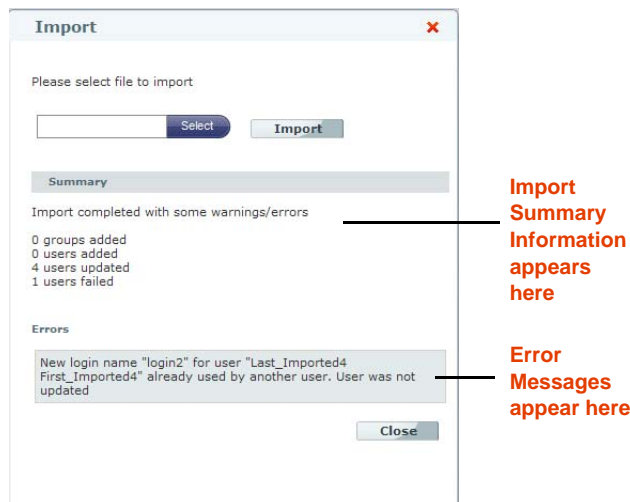 Import
Please select file to import
Select
Import
Summary
Import completed with some warnings/errors
0 groups added
0 users added
4 users updated
1 users failed
Errors
New login name "login2" for user "Last_Imported4
First_Imported4" already used by another user. User was not
updated
Close
Import
Summary
Information
appears
here
Error
Messages
appear here